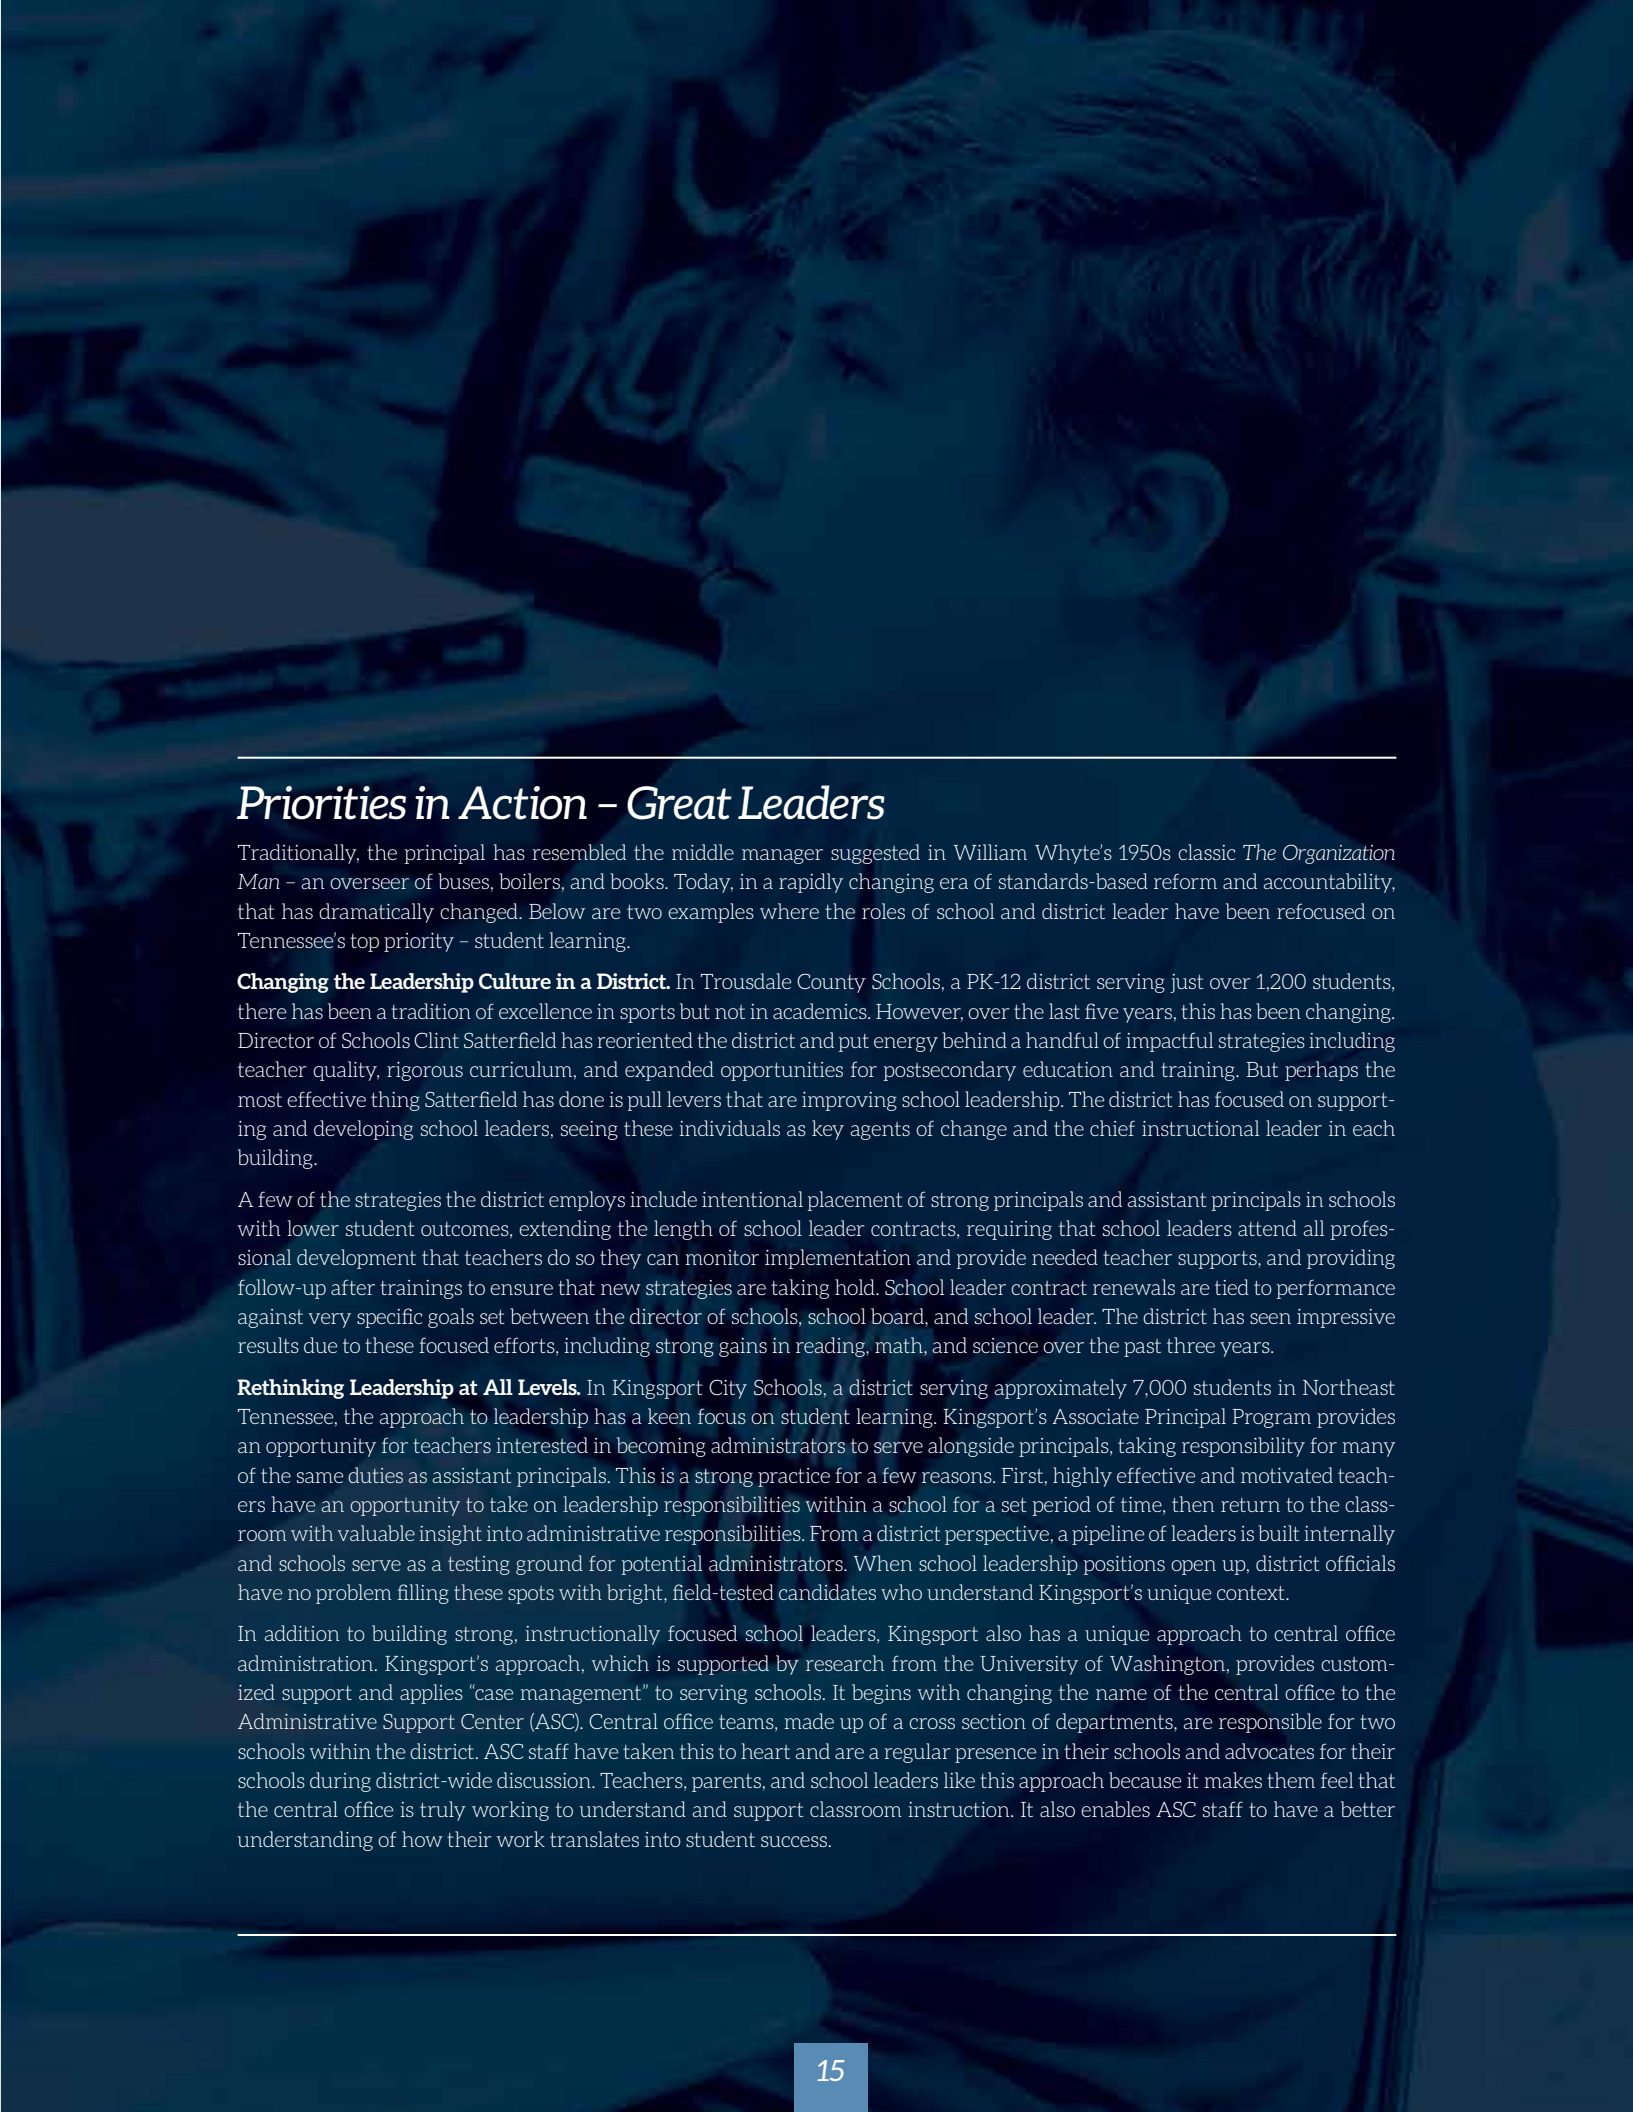 Priorities in Action – Great Leaders
Traditionally, the principal has resembled the middle manager suggested in William Whyte's 1950s classic The Organization
Man – an overseer of buses, boilers, and books. Today, in a rapidly changing era of standards-based reform and accountability,
that has dramatically changed. Below are two examples where the roles of school and district leader have been refocused on
Tennessee's top priority – student learning.
Changing the Leadership Culture in a District. In Trousdale County Schools, a PK-12 district serving just over 1,200 students,
there has been a tradition of excellence in sports but not in academics. However, over the last five years, this has been changing.
Director of Schools Clint Satterfield has reoriented the district and put energy behind a handful of impactful strategies including
teacher quality, rigorous curriculum, and expanded opportunities for postsecondary education and training. But perhaps the
most effective thing Satterfield has done is pull levers that are improving school leadership. The district has focused on support-
ing and developing school leaders, seeing these individuals as key agents of change and the chief instructional leader in each
building.
A few of the strategies the district employs include intentional placement of strong principals and assistant principals in schools
with lower student outcomes, extending the length of school leader contracts, requiring that school leaders attend all profes-
sional development that teachers do so they can monitor implementation and provide needed teacher supports, and providing
follow-up after trainings to ensure that new strategies are taking hold. School leader contract renewals are tied to performance
against very specific goals set between the director of schools, school board, and school leader. The district has seen impressive
results due to these focused efforts, including strong gains in reading, math, and science over the past three years.
Rethinking Leadership at All Levels. In Kingsport City Schools, a district serving approximately 7,000 students in Northeast
Tennessee, the approach to leadership has a keen focus on student learning. Kingsport's Associate Principal Program provides
an opportunity for teachers interested in becoming administrators to serve alongside principals, taking responsibility for many
of the same duties as assistant principals. This is a strong practice for a few reasons. First, highly effective and motivated teach-
ers have an opportunity to take on leadership responsibilities within a school for a set period of time, then return to the class-
room with valuable insight into administrative responsibilities. From a district perspective, a pipeline of leaders is built internally
and schools serve as a testing ground for potential administrators. When school leadership positions open up, district officials
have no problem filling these spots with bright, field-tested candidates who understand Kingsport's unique context.
In addition to building strong, instructionally focused school leaders, Kingsport also has a unique approach to central office
administration. Kingsport's approach, which is supported by research from the University of Washington, provides custom-
ized support and applies "case management" to serving schools. It begins with changing the name of the central office to the
Administrative Support Center (ASC). Central office teams, made up of a cross section of departments, are responsible for two
schools within the district. ASC staff have taken this to heart and are a regular presence in their schools and advocates for their
schools during district-wide discussion. Teachers, parents, and school leaders like this approach because it makes them feel that
the central office is truly working to understand and support classroom instruction. It also enables ASC staff to have a better
understanding of how their work translates into student success.
15